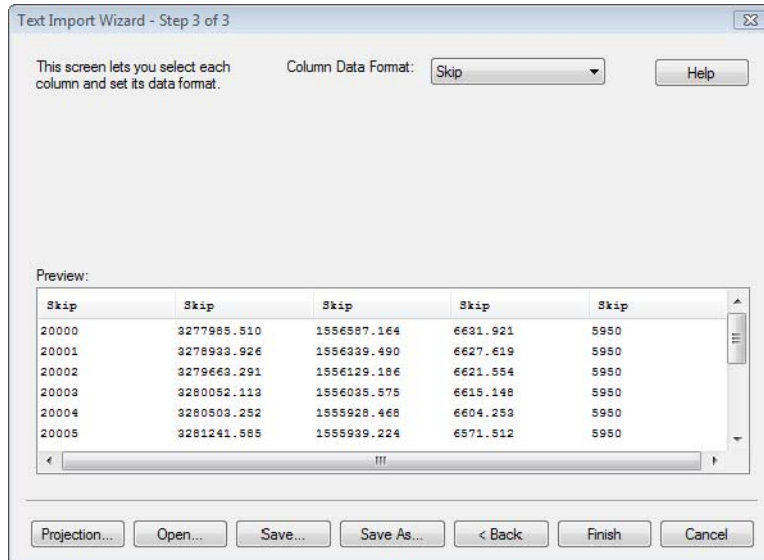 Text Import Wizard - Step 3 of 3
This screen lets you select each column and set its data format.
Column Data Format: Skip Help
Preview:
Skip Skip Skip Skip Skip
20000 3277985.510 1556587.164 6631.921 5950
20001 3278933.926 1556339.490 6627.619 5950
20002 3279663.291 1556129.186 6621.554 5950
20003 3280052.113 1556035.575 6615.148 5950
20004 3280503.252 1555928.468 6604.253 5950
20005 3281241.585 1555939.224 6571.512 5950
Projection... Open... Save... Save As... < Back Finish Cancel